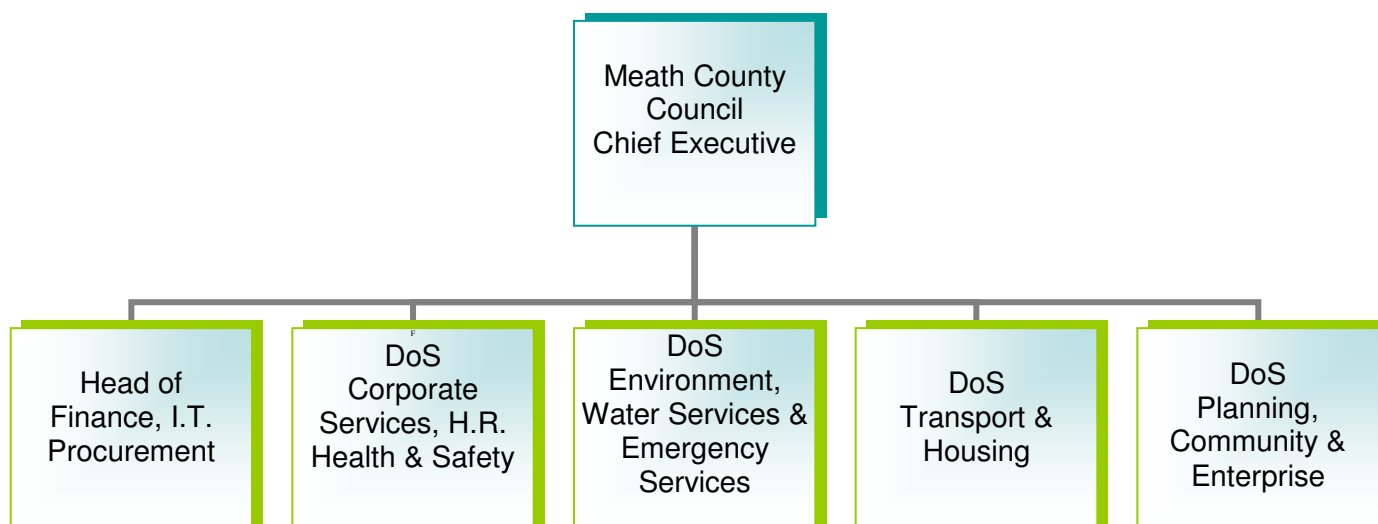 Meath County
Council
Chief Executive
Head of
Finance, I.T.
Procurement
F
DoS
Corporate
Services, H.R.
Health & Safety
DoS
Environment,
Water Services &
Emergency
Services
DoS
Transport &
Housing
DoS
Planning,
Community &
Enterprise